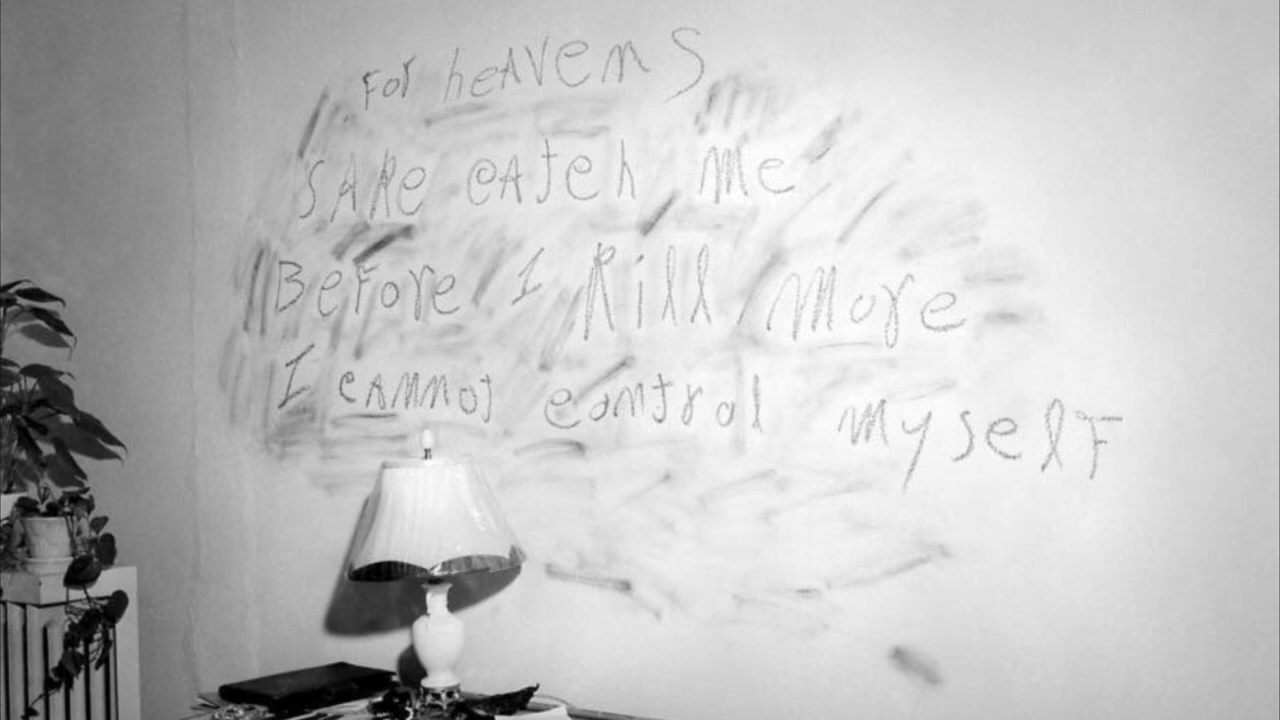 For heAvens
SAKe cAtch Me
BeFore I Kill More
I cAnnot control MyselF